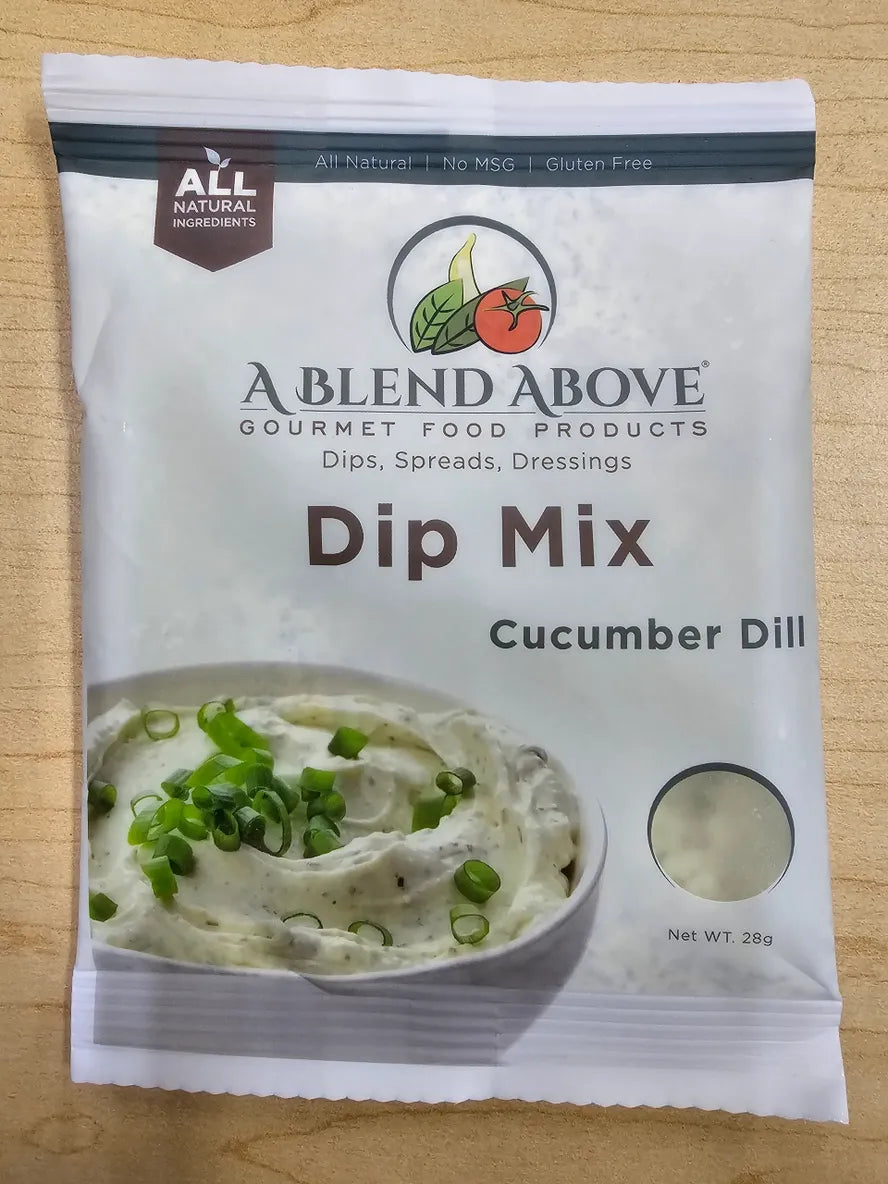 All Natural | No MSG | Gluten Free
ALL
NATURAL
INGREDIENTS
A BLEND ABOVE®
GOURMET FOOD PRODUCTS
Dips, Spreads, Dressings
Dip Mix
Cucumber Dill
Net WT. 28g